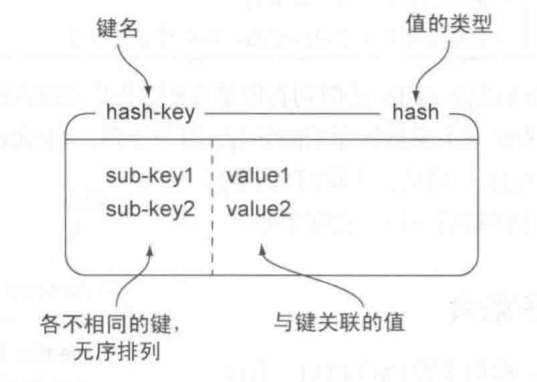 键名
值的类型
hash-key
hash
sub-key1 value1
sub-key2 value2
各不相同的键，
无序排列
与键关联的值